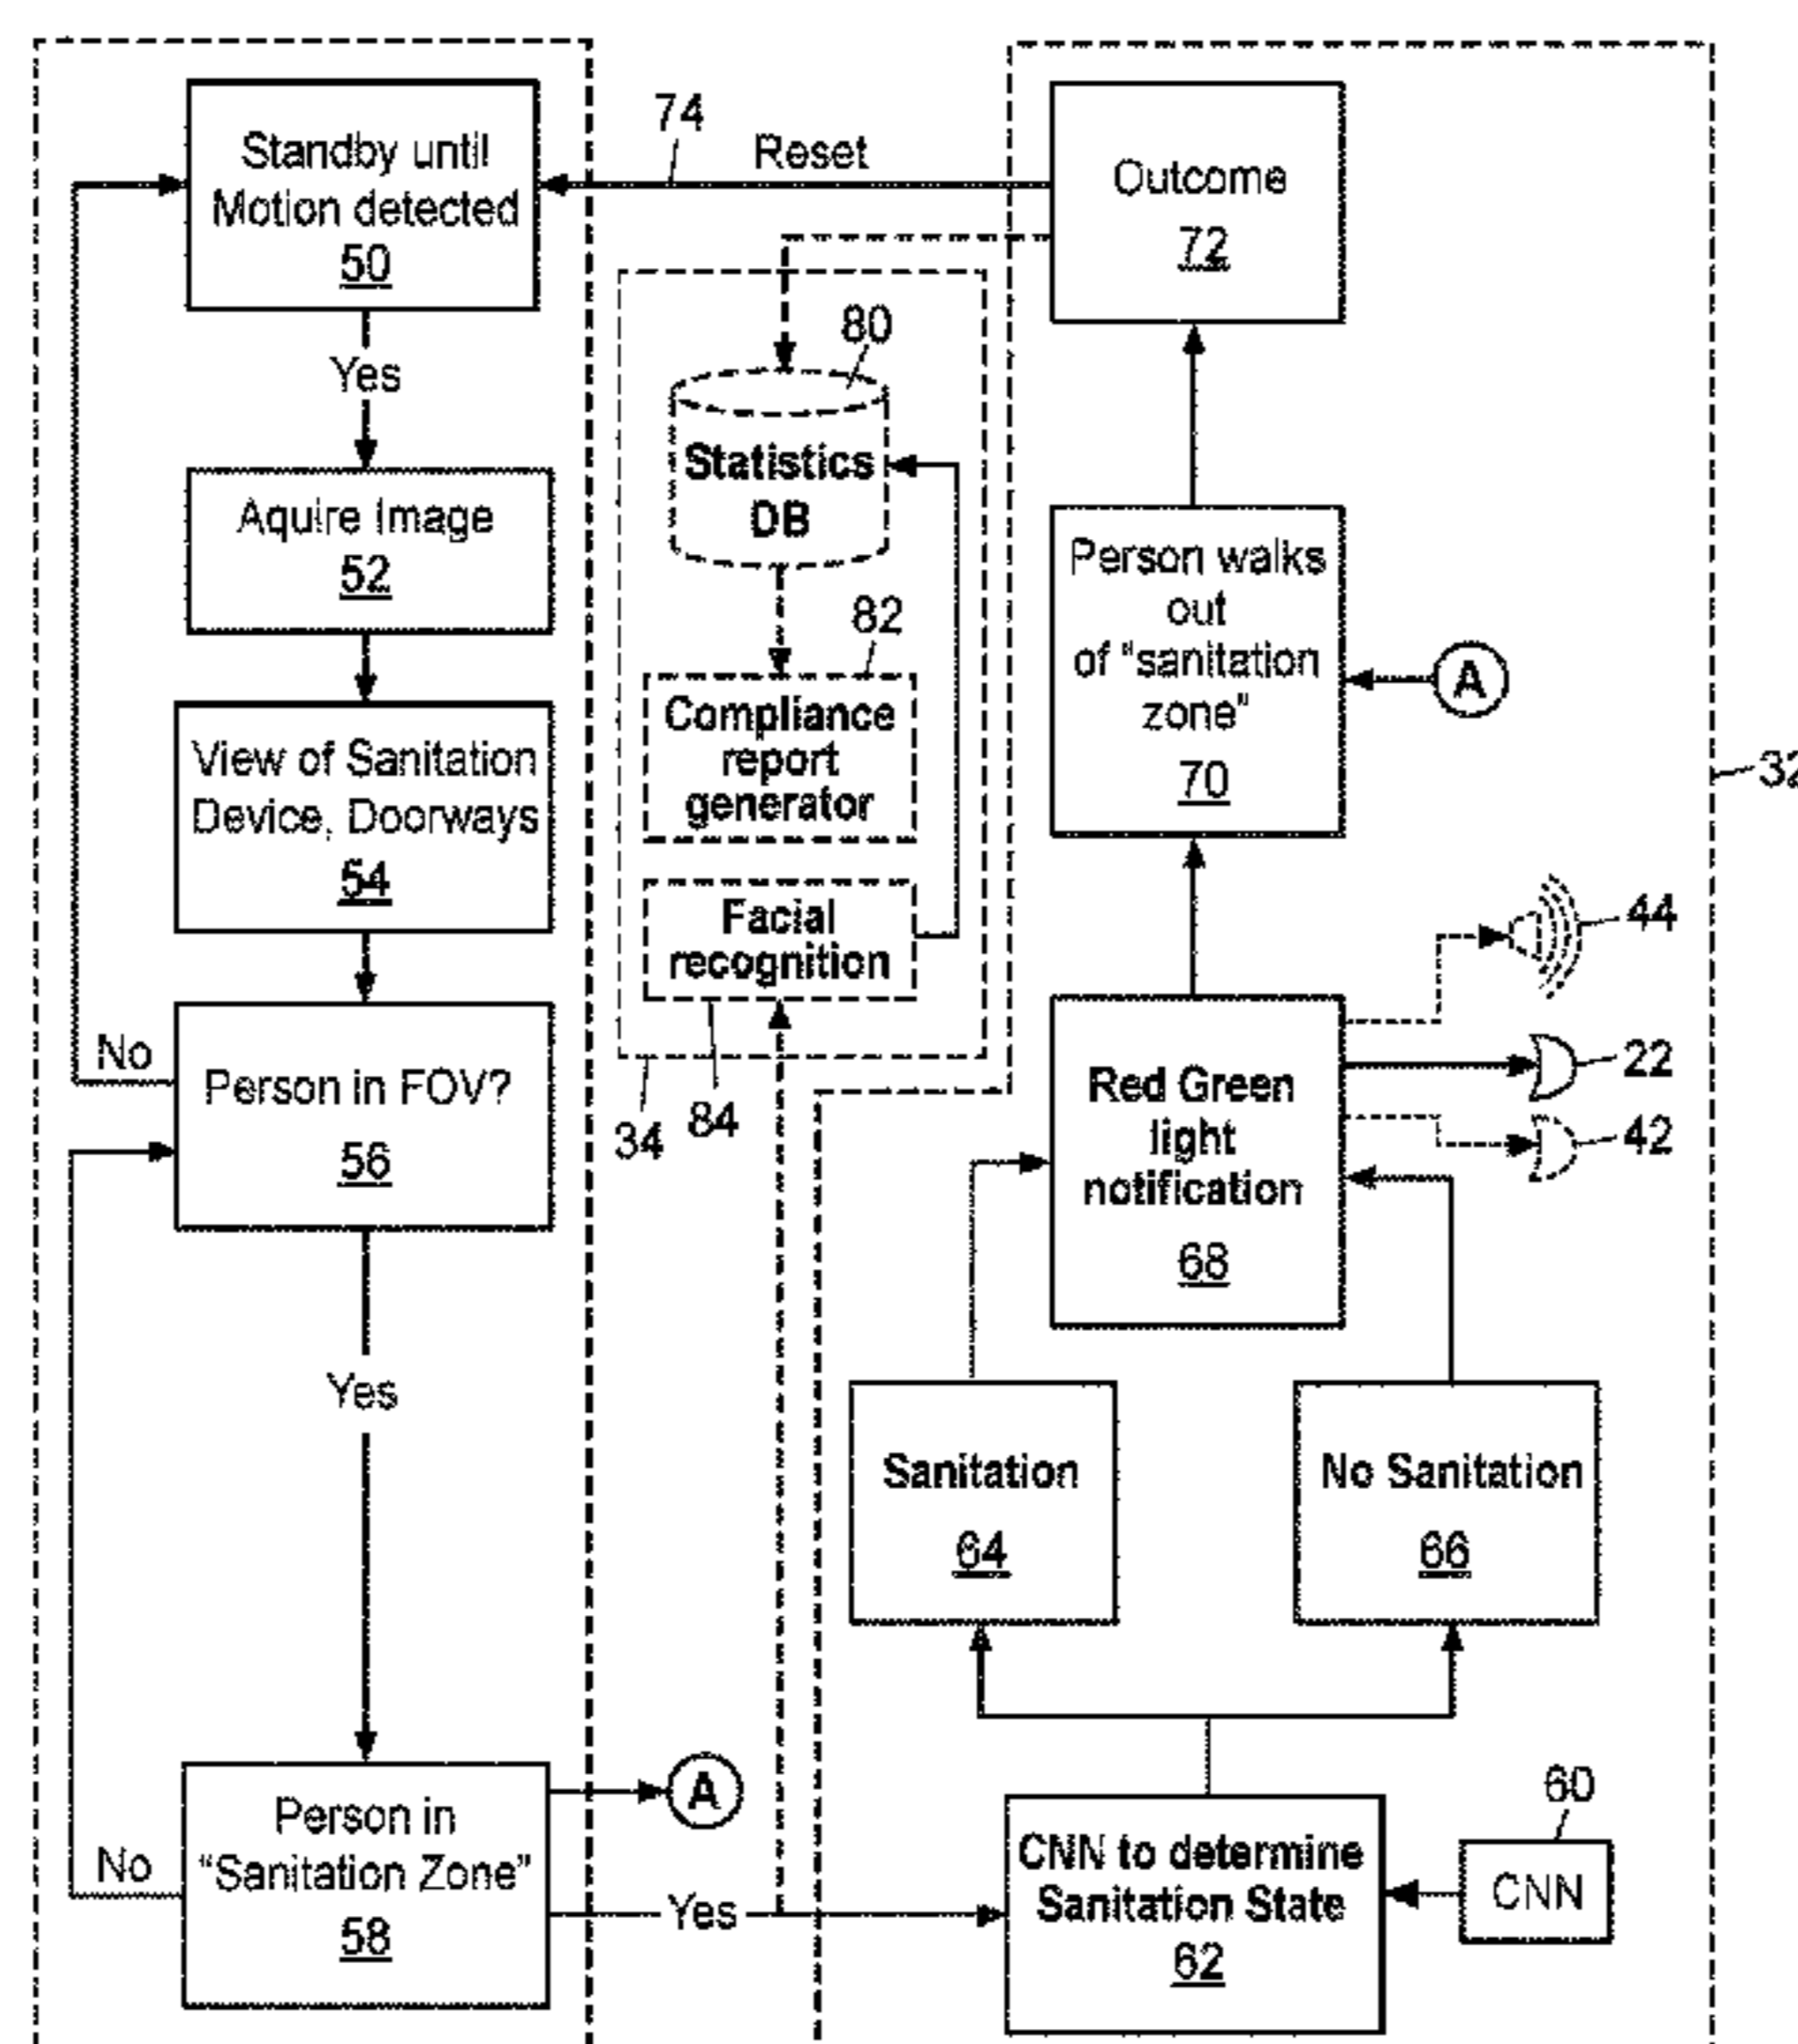 Standby until
Motion detected
50
Yes
Aquire Image
52
View of Sanitation
Device, Doorways
54
No
Person in FOV?
56
Yes
No
Person in
“Sanitation Zone”
58
A
Yes
74
Reset
80
Statistics
DB
82
Compliance
report
generator
Facial
recognition
34
84
Outcome
72
Person walks
out
of “sanitation
zone”
70
A
32
44
22
42
Red Green
light
notification
68
Sanitation
64
No Sanitation
66
CNN to determine
Sanitation State
62
60
CNN